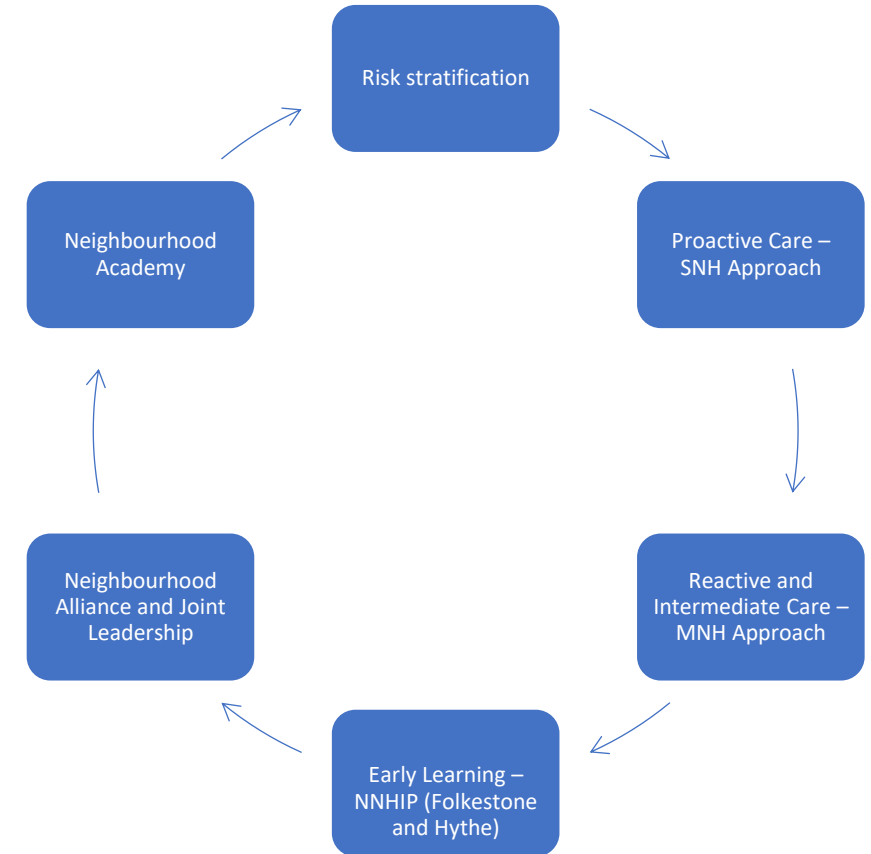 Risk stratification
Proactive Care –
SNH Approach
Reactive and
Intermediate Care –
MNH Approach
Early Learning –
NNHIP (Folkestone
and Hythe)
Neighbourhood
Alliance and Joint
Leadership
Neighbourhood
Academy